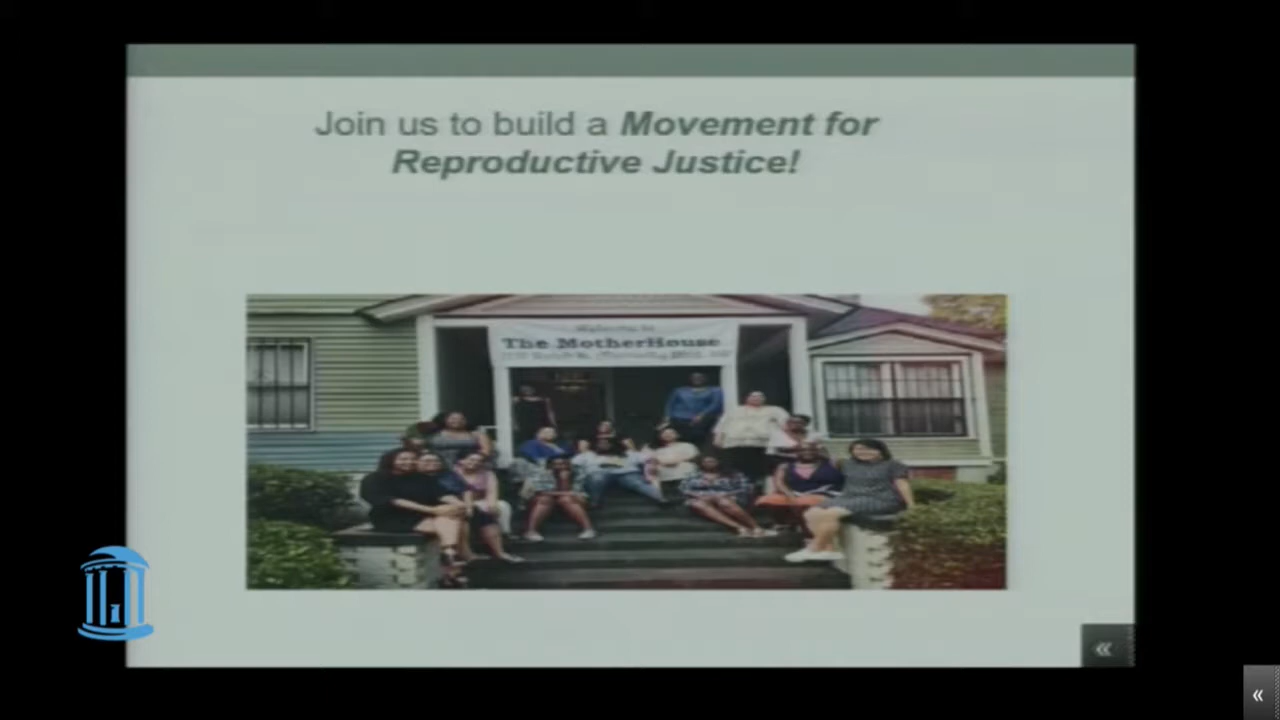 Join us to build a Movement for
Reproductive Justice!
The MotherHouse